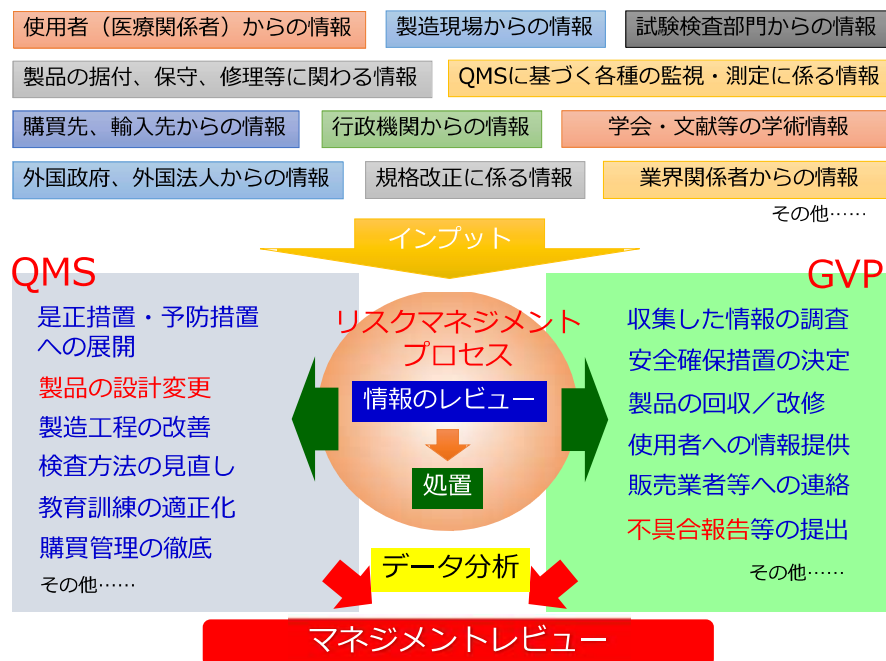 使用者（医療関係者）からの情報
製造現場からの情報
試験検査部門からの情報
製品の据付、保守、修理等に関わる情報
QMSに基づく各種の監視・測定に係る情報
購買先、輸入先からの情報
行政機関からの情報
学会・文献等の学術情報
外国政府、外国法人からの情報
規格改正に係る情報
業界関係者からの情報
その他……
インプット
QMS
是正措置・予防措置
への展開
製品の設計変更
製造工程の改善
検査方法の見直し
教育訓練の適正化
購買管理の徹底
その他……
リスクマネジメント
プロセス
情報のレビュー
処置
GVP
収集した情報の調査
安全確保措置の決定
製品の回収／改修
使用者への情報提供
販売業者等への連絡
不具合報告等の提出
その他……
データ分析
マネジメントレビュー